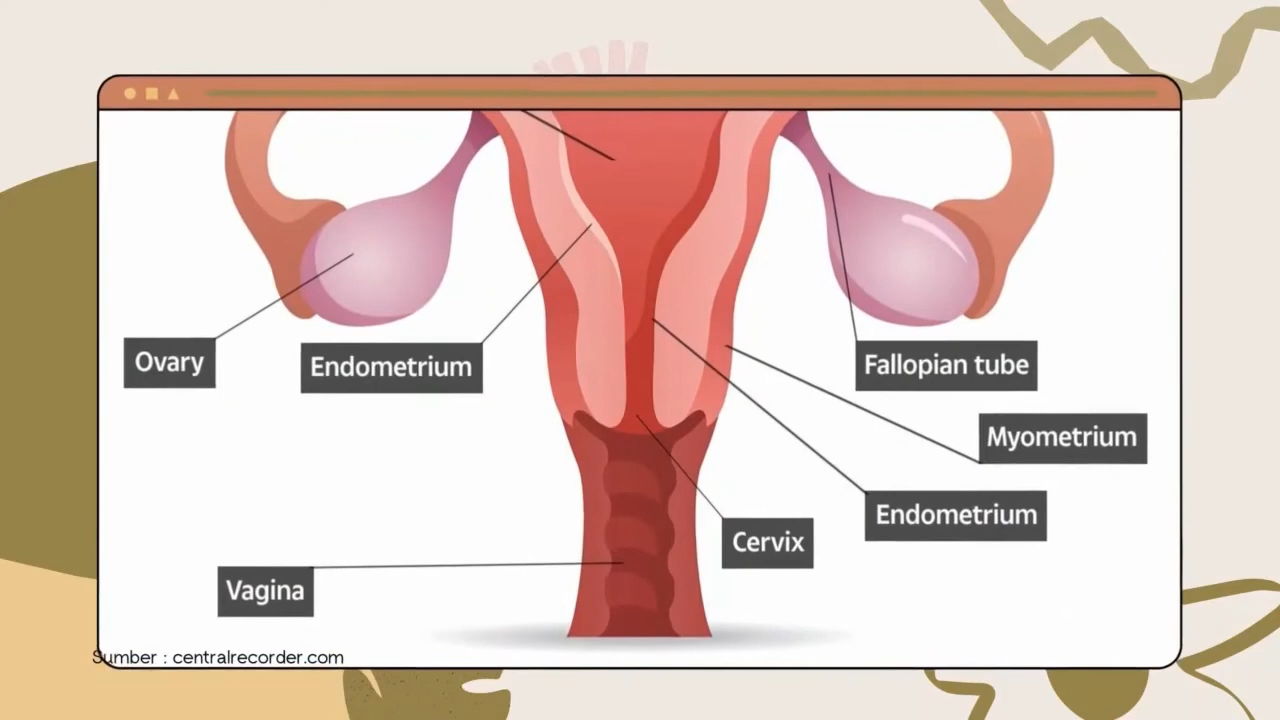 Ovary
Endometrium
Fallopian tube
Myometrium
Endometrium
Cervix
Vagina
Sumber : centralrecorder.com